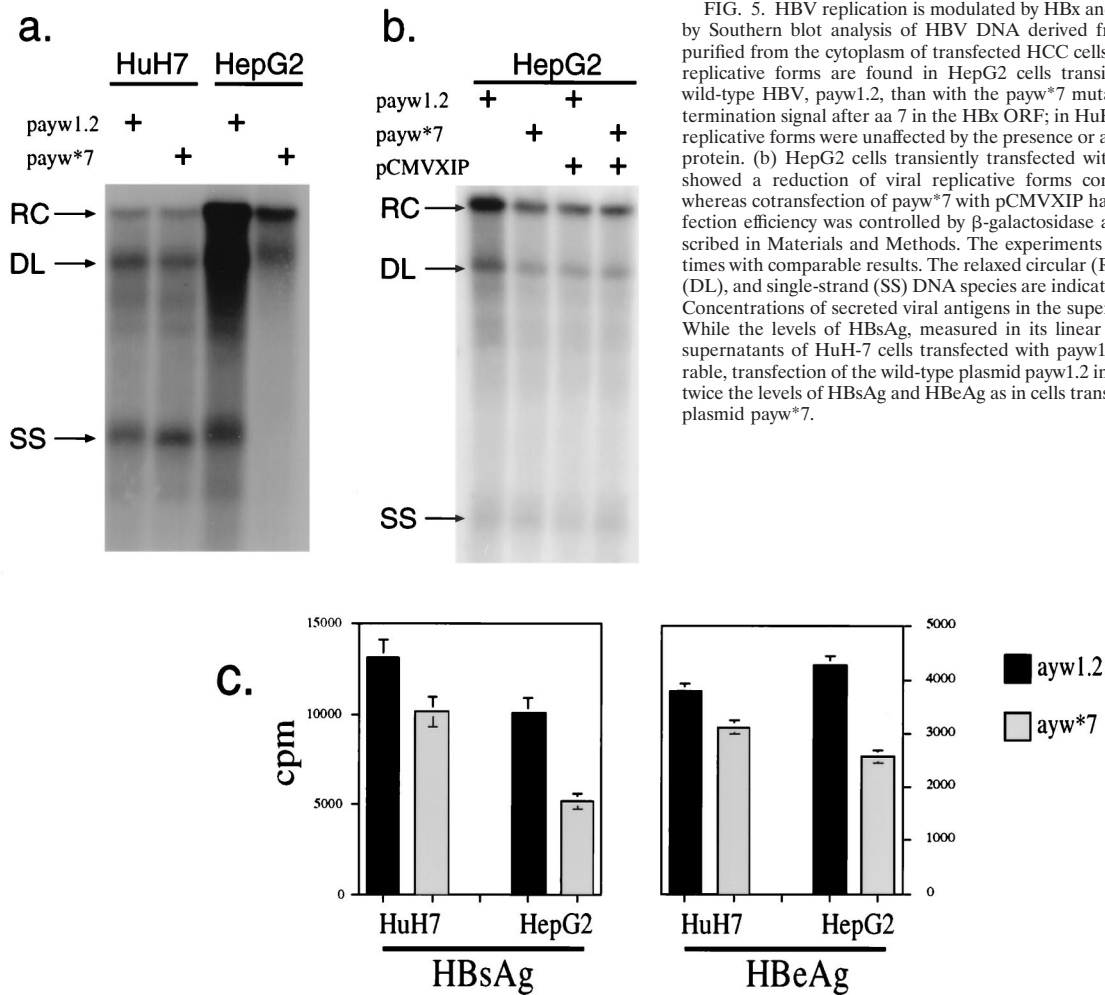 a.
HuH7 HepG2
payw1.2 + +
payw*7 + +
RC
DL
SS
b.
HepG2
payw1.2 + +
payw*7 + +
pCMVXIP + +
RC
DL
SS
FIG. 5. HBV replication is modulated by HBx an
by Southern blot analysis of HBV DNA derived fr
purified from the cytoplasm of transfected HCC cells
replicative forms are found in HepG2 cells transi
wild-type HBV, payw1.2, than with the payw*7 muta
termination signal after aa 7 in the HBx ORF; in HuH
replicative forms were unaffected by the presence or a
protein. (b) HepG2 cells transiently transfected wit
showed a reduction of viral replicative forms con
whereas cotransfection of payw*7 with pCMVXIP ha
fection efficiency was controlled by β-galactosidase a
scribed in Materials and Methods. The experiments
times with comparable results. The relaxed circular (R
(DL), and single-strand (SS) DNA species are indicat
Concentrations of secreted viral antigens in the super
While the levels of HBsAg, measured in its linear
supernatants of HuH-7 cells transfected with payw1
rable, transfection of the wild-type plasmid payw1.2 in
twice the levels of HBsAg and HBeAg as in cells trans
plasmid payw*7.
c.
cpm
15000
10000
5000
0
HuH7 HepG2
HBsAg
5000
4000
3000
2000
1000
0
HuH7 HepG2
HBeAg
ayw1.2
ayw*7